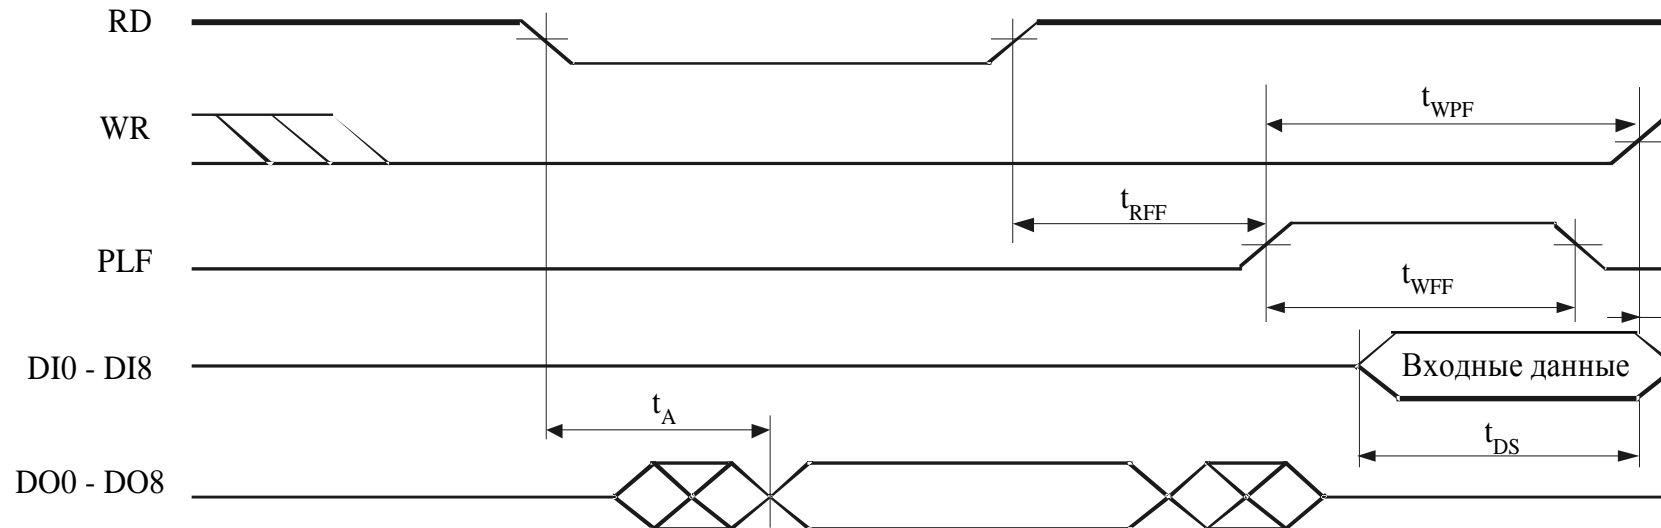 RD
WR
t_WPF
t_RFF
PLF
t_WFF
DI0 - DI8
Входные данные
t_A
t_DS
DO0 - DO8